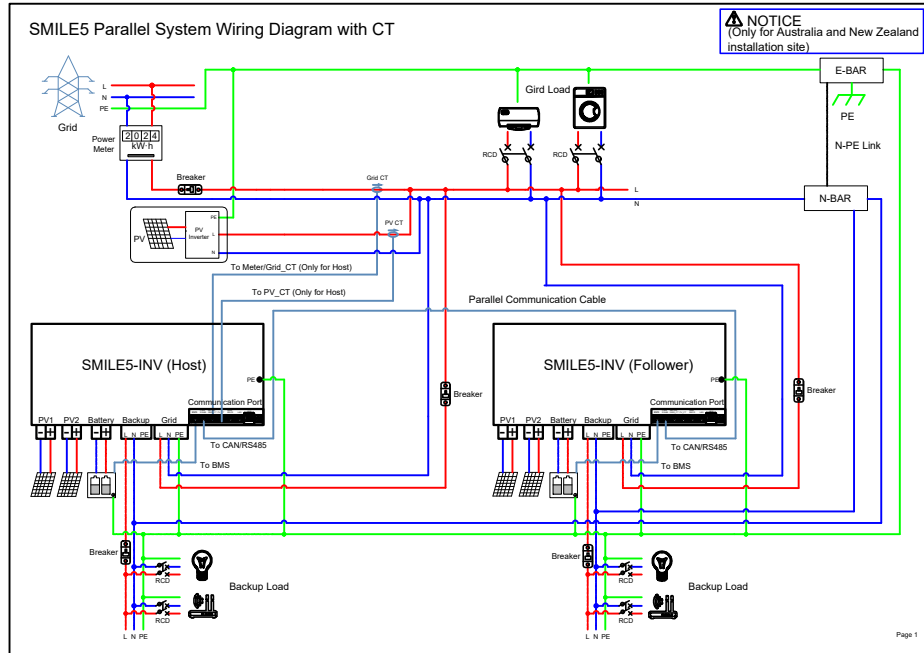 SMILE5 Parallel System Wiring Diagram with CT
NOTICE
(Only for Australia and New Zealand
installation site)
E-BAR
PE
N-PE Link
N-BAR
L
N
PE
Grid
Power
Meter
2 0 2 4
kW·h
Breaker
Gird Load
RCD
RCD
Grid CT
L
N
PV CT
PV
PV
Inverter
PE
L
N
To Meter/Grid_CT (Only for Host)
To PV_CT (Only for Host)
Parallel Communication Cable
SMILE5-INV (Host)
PE
Communication Port
PV1 PV2 Battery Backup Grid
L N PE L N PE
To CAN/RS485
To BMS
Breaker
SMILE5-INV (Follower)
PE
Communication Port
PV1 PV2 Battery Backup Grid
L N PE L N PE
To CAN/RS485
To BMS
Breaker
Breaker
RCD
Backup Load
RCD
L N PE
Breaker
RCD
Backup Load
RCD
L N PE
Page 1